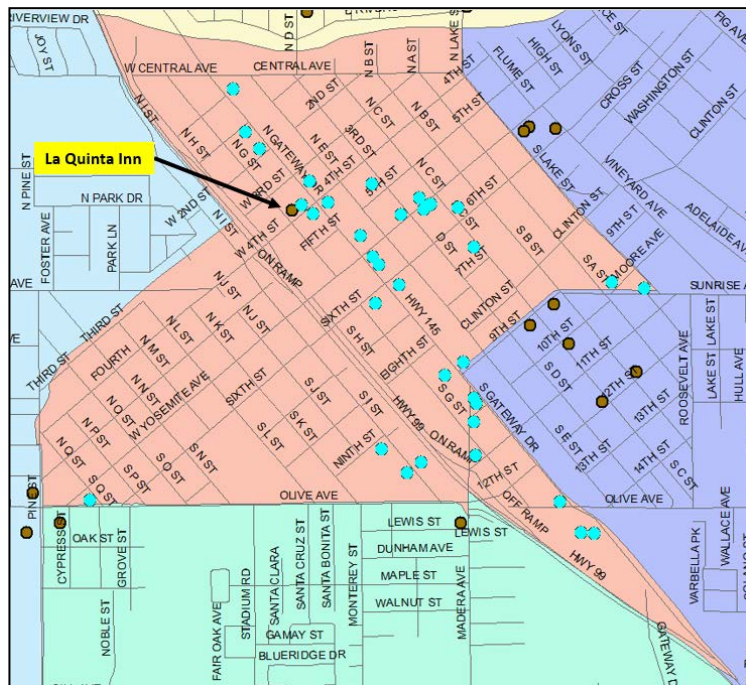 RIVERVIEW DR
JOY ST
N D ST
N LAKE ST
FIG AVE
W CENTRAL AVE
CENTRAL AVE
N B ST
N A ST
4TH ST
LYONS ST
HIGH ST
FLUME ST
CROSS ST
WASHINGTON ST
CLINTON ST
N I ST
N H ST
2ND ST
N C ST
N B ST
5TH ST
N G ST
N GATEWAY DR
N E ST
3RD ST
4TH ST
La Quinta Inn
W 3RD ST
N C ST
5TH ST
6TH ST
S LAKE ST
VINEYARD AVE
N PINE ST
N PARK DR
W 2ND ST
N I ST
W 4TH ST
FIFTH ST
D ST
7TH ST
S B ST
CLINTON ST
9TH ST
ADELAIDE AVE
MOORE AVE
S A ST
FOSTER AVE
PARK LN
ON RAMP
AVE
THIRD ST
N J ST
SIXTH ST
HWY 145
CLINTON ST
9TH ST
SUNRISE A
THIRD ST
FOURTH
N L ST
N K ST
N J ST
S H ST
EIGHTH ST
10TH ST
11TH ST
S D ST
12TH ST
ROOSEVELT AVE
LAKE ST
LAKE ST
HULL AVE
N M ST
N N ST
N O ST
N P ST
N Q ST
W YOSEMITE AVE
SIXTH ST
S J ST
S I ST
S G ST
S GATEWAY DR
13TH ST
S E ST
13TH ST
14TH ST
S C ST
S Q ST
S P ST
S O ST
S N ST
S L ST
S K ST
NINTH ST
HWY 99
ON RAMP
12TH ST
OLIVE AVE
OFF RAMP
OLIVE AVE
PINE ST
CYPRESS ST
OAK ST
GROVE ST
NOBLE ST
LEWIS ST
LEWIS ST
DUNHAM AVE
MAPLE ST
WALNUT ST
HWY 99
FAIR OAK AVE
STADIUM RD
SANTA CLARA
SANTA CRUZ ST
SANTA BONITA ST
MONTEREY ST
GAMAY ST
BLUERIDGE DR
MADERA AVE
GATEWAY D
VARBELLA PK
WALLACE AVE